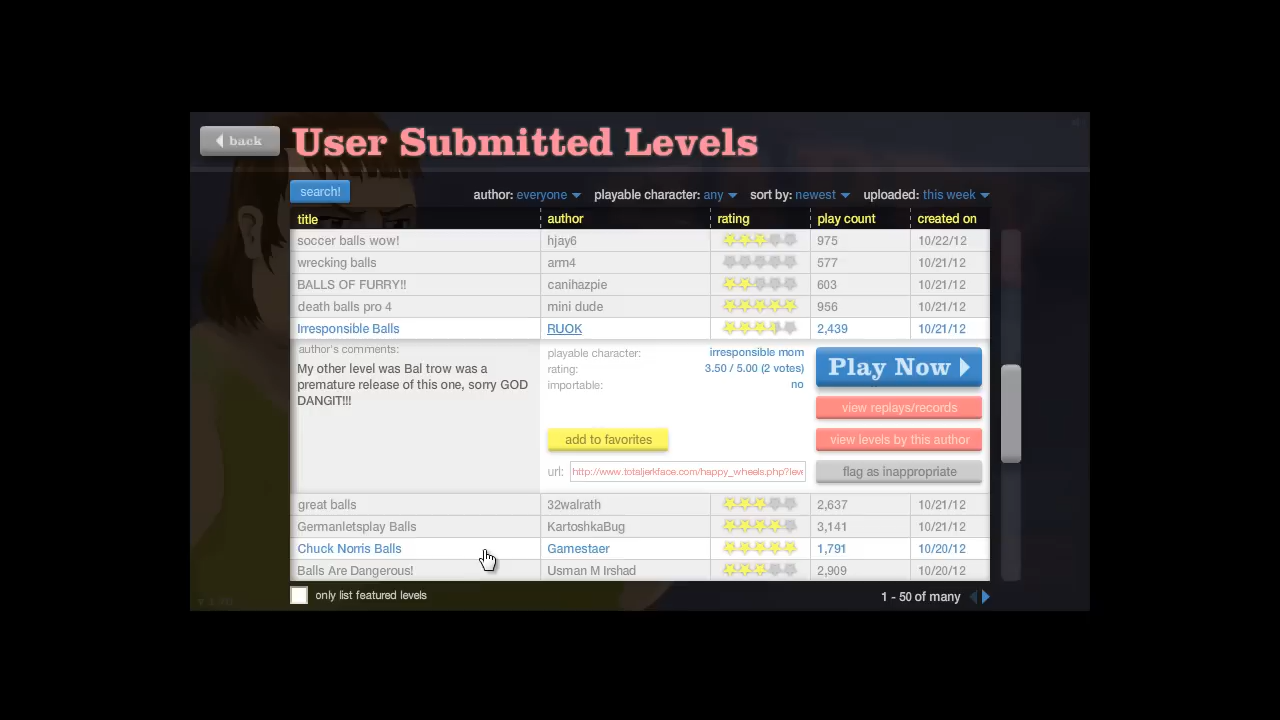 back
User Submitted Levels
search!
author: everyone playable character: any sort by: newest uploaded: this week
title author rating play count created on
soccer balls wow! hjay6 975 10/22/12
wrecking balls arm4 577 10/21/12
BALLS OF FURRY!! canihazpie 603 10/21/12
death balls pro 4 mini dude 956 10/21/12
Irresponsible Balls RUOK 2,439 10/21/12
author's comments:
My other level was Bal trow was a
premature release of this one, sorry GOD
DANGIT!!!
playable character: irresponsible mom
rating: 3.50 / 5.00 (2 votes)
importable: no
add to favorites
url: http://www.totaljerkface.com/happy_wheels.php?lev
Play Now
view replays/records
view levels by this author
flag as inappropriate
great balls 32walrath 2,637 10/21/12
Germanletsplay Balls KartoshkaBug 3,141 10/21/12
Chuck Norris Balls Gamestaer 1,791 10/20/12
Balls Are Dangerous! Usman M Irshad 2,909 10/20/12
only list featured levels 1 - 50 of many